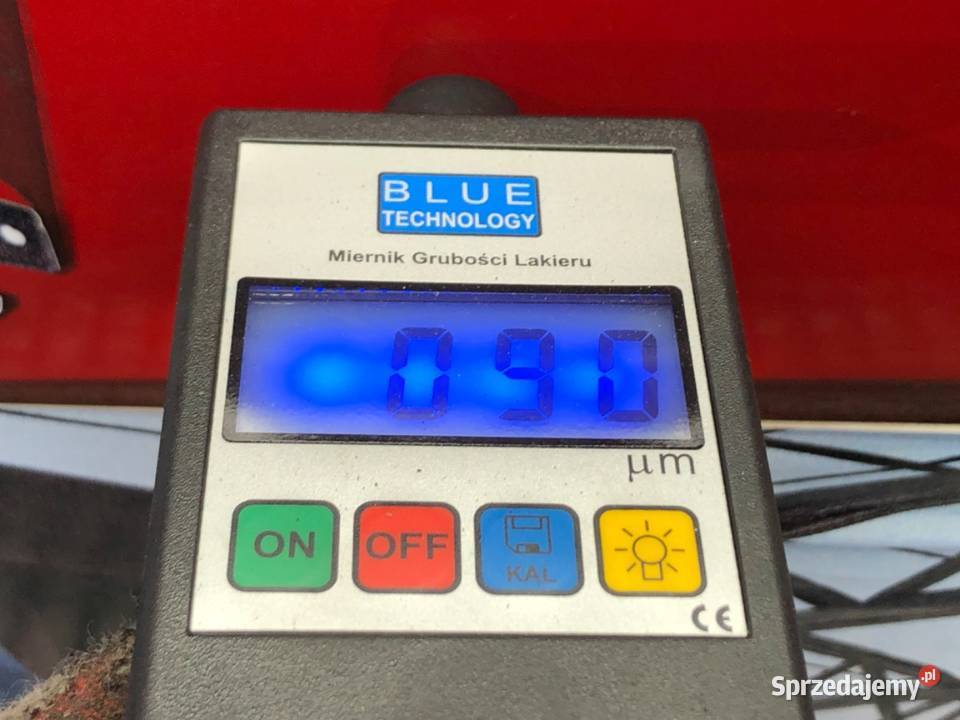 BLUE
TECHNOLOGY
Miernik Grubości Lakieru
090
μm
ON
OFF
KAL
CE
Sprzedajemy.pl